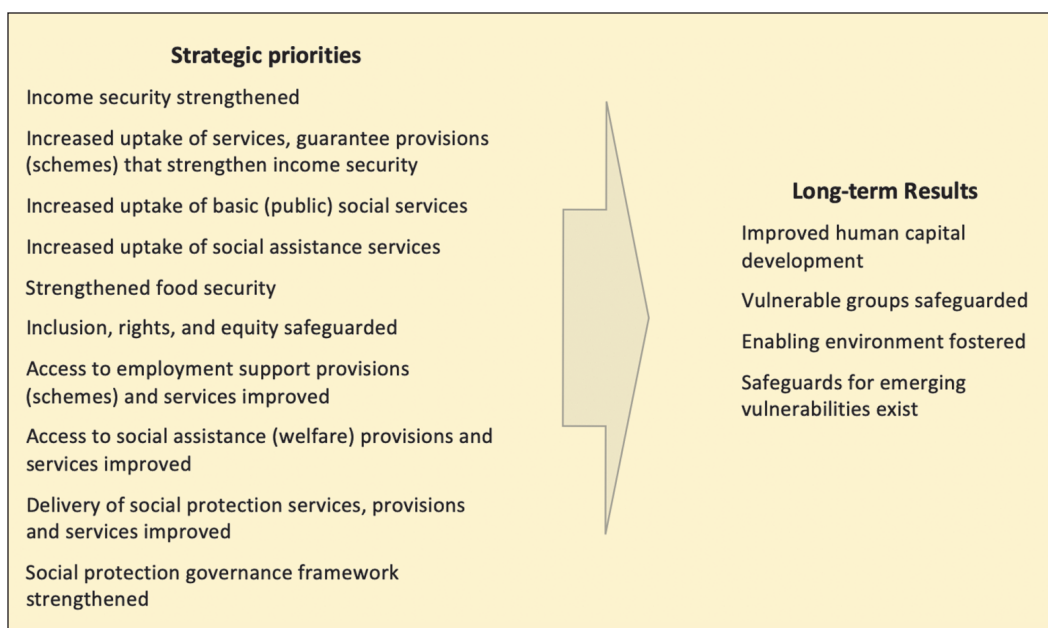 Strategic priorities
Income security strengthened
Increased uptake of services, guarantee provisions
(schemes) that strengthen income security
Increased uptake of basic (public) social services
Increased uptake of social assistance services
Strengthened food security
Inclusion, rights, and equity safeguarded
Access to employment support provisions
(schemes) and services improved
Access to social assistance (welfare) provisions and
services improved
Delivery of social protection services, provisions
and services improved
Social protection governance framework
strengthened
Long-term Results
Improved human capital
development
Vulnerable groups safeguarded
Enabling environment fostered
Safeguards for emerging
vulnerabilities exist